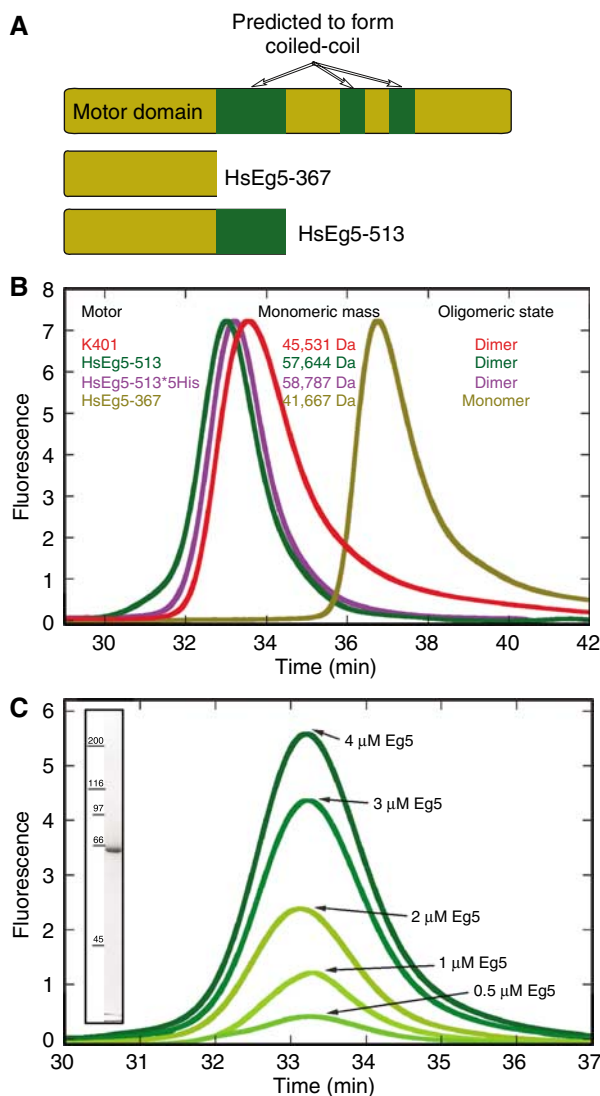 A
Predicted to form
coiled-coil
Motor domain
HsEg5-367
HsEg5-513
B
8
7
6
5
4
3
2
1
0
Fluorescence
Motor Monomeric mass Oligomeric state
K401 45,531 Da Dimer
HsEg5-513 57,644 Da Dimer
HsEg5-513*5His 58,787 Da Dimer
HsEg5-367 41,667 Da Monomer
30 32 34 36 38 40 42
Time (min)
C
6
5
4
3
2
1
0
Fluorescence
200
116
97
66
45
4 μM Eg5
3 μM Eg5
2 μM Eg5
1 μM Eg5
0.5 μM Eg5
30 31 32 33 34 35 36 37
Time (min)